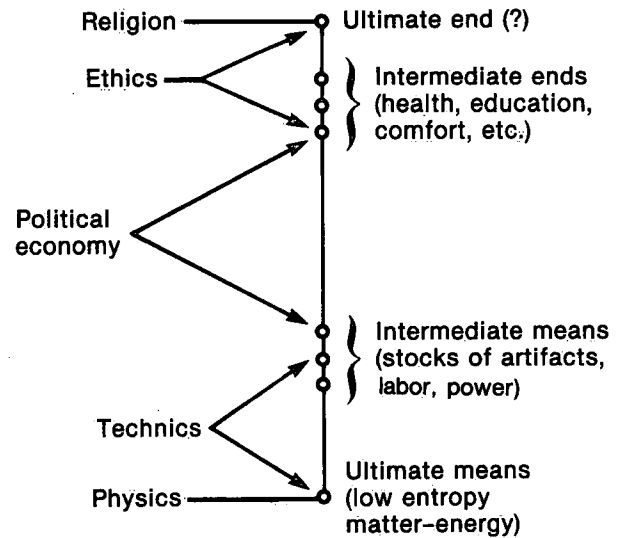 Religion
Ultimate end (?)
Ethics
Intermediate ends
(health, education,
comfort, etc.)
Political
economy
Intermediate means
(stocks of artifacts,
labor, power)
Technics
Physics
Ultimate means
(low entropy
matter–energy)